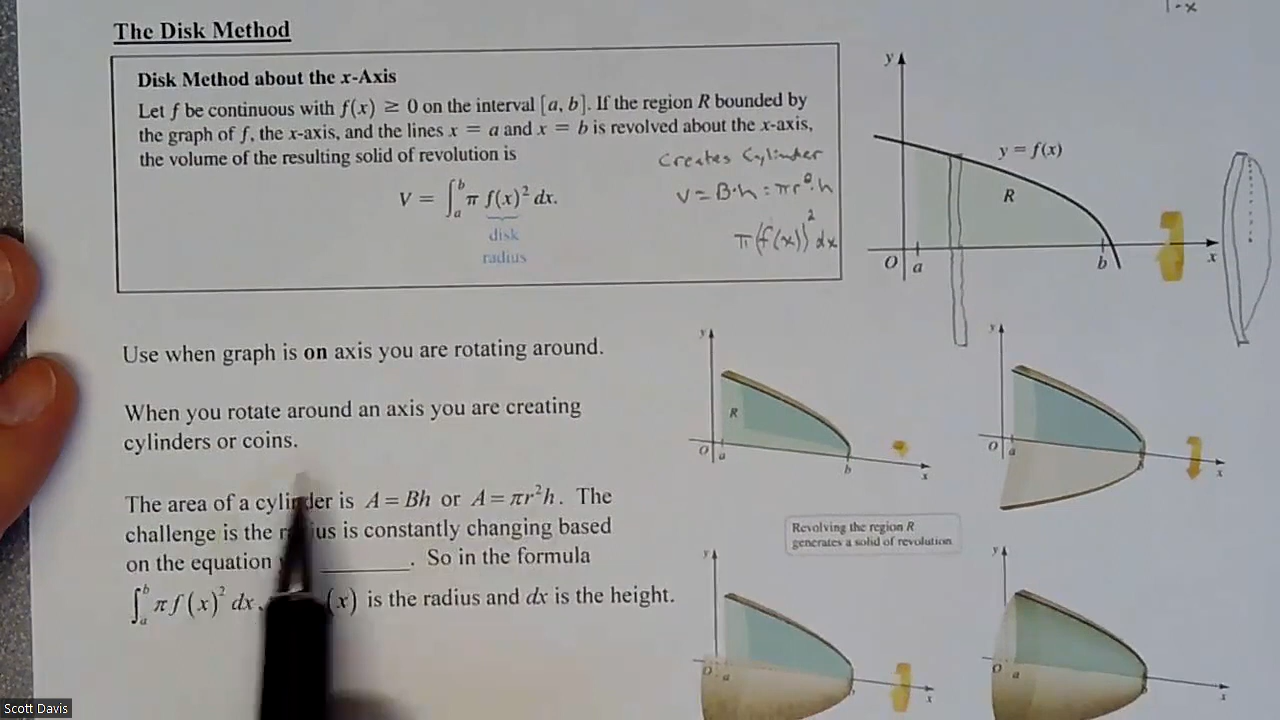 The Disk Method
1-x
Disk Method about the x-Axis
Let f be continuous with f(x) ≥ 0 on the interval [a, b]. If the region R bounded by
the graph of f, the x-axis, and the lines x = a and x = b is revolved about the x-axis,
the volume of the resulting solid of revolution is
V = ∫_a^b π f(x)² dx.
disk
radius
Creates Cylinder
V = B·h = πr²·h
π(f(x))² dx
y
y = f(x)
R
O a b x
Use when graph is on axis you are rotating around.
When you rotate around an axis you are creating
cylinders or coins.
The area of a cylinder is A = Bh or A = πr²h. The
challenge is the radius is constantly changing based
on the equation ________. So in the formula
∫_a^b π f(x)² dx, (x) is the radius and dx is the height.
y
R
O a b x
y
O a b x
Revolving the region R
generates a solid of revolution.
y
O a b x
y
O a b x
Scott Davis